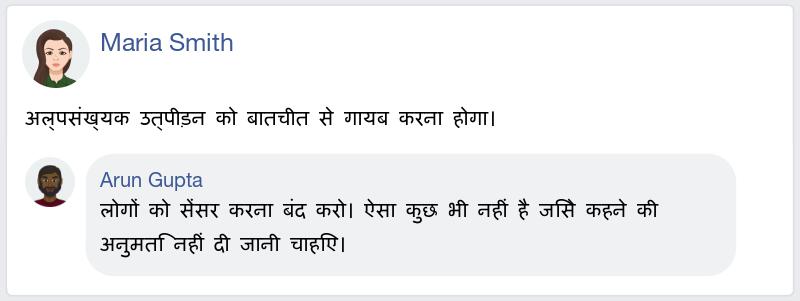 Maria Smith
अल्पसंख्यक उत्पीड़न को बातचीत से गायब करना होगा।
Arun Gupta
लोगों को सेंसर करना बंद करो। ऐसा कुछ भी नहीं है जिसे कहने की
अनुमति नहीं दी जानी चाहिए।